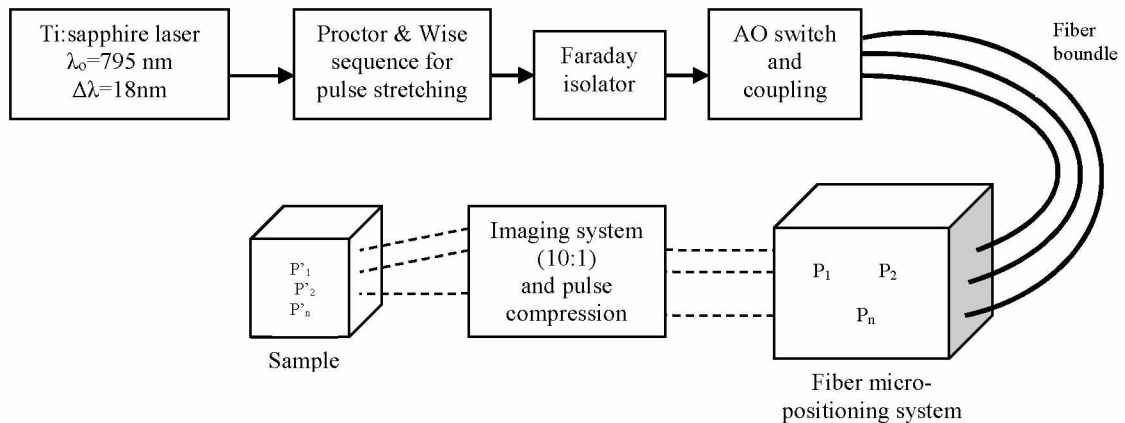 Ti:sapphire laser
λo=795 nm
Δλ=18nm
Proctor & Wise
sequence for
pulse stretching
Faraday
isolator
AO switch
and
coupling
Fiber
boundle
P'1
P'2
P'n
Sample
Imaging system
(10:1)
and pulse
compression
P1 P2
Pn
Fiber micro-
positioning system